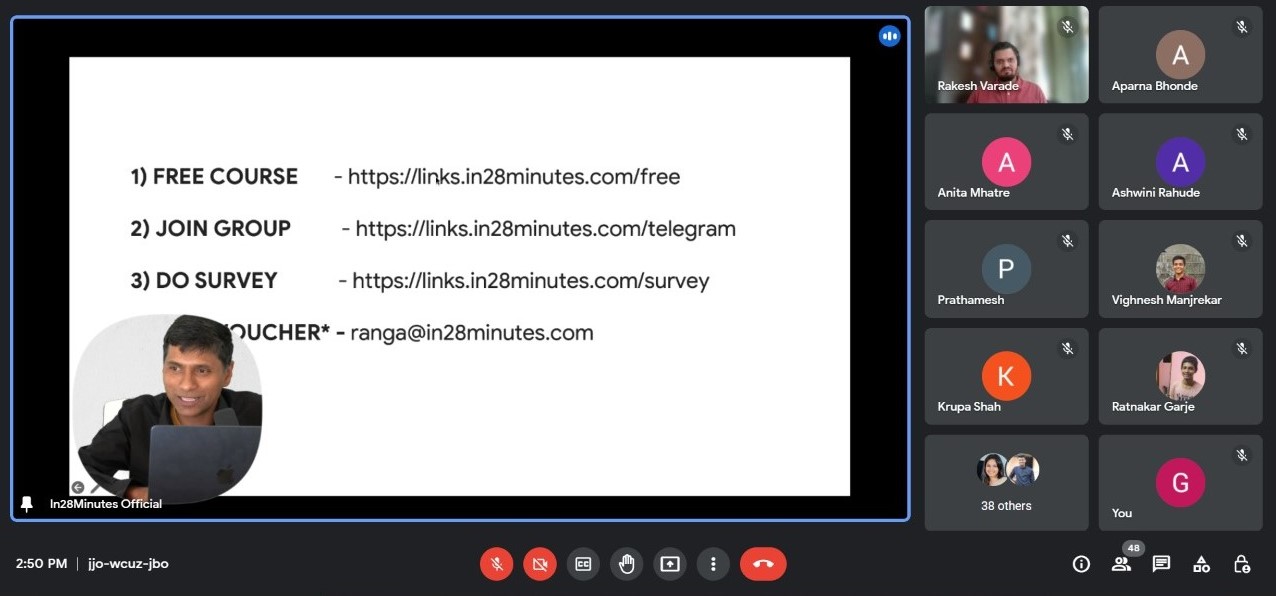 1) FREE COURSE - https://links.in28minutes.com/free
2) JOIN GROUP - https://links.in28minutes.com/telegram
3) DO SURVEY - https://links.in28minutes.com/survey
VOUCHER* - ranga@in28minutes.com
In28Minutes Official
Rakesh Varade
A
Aparna Bhonde
A
Anita Mhatre
A
Ashwini Rahude
P
Prathamesh
Vighnesh Manjrekar
K
Krupa Shah
Ratnakar Garje
38 others
G
You
2:50 PM | jjo-wcuz-jbo
CC
48